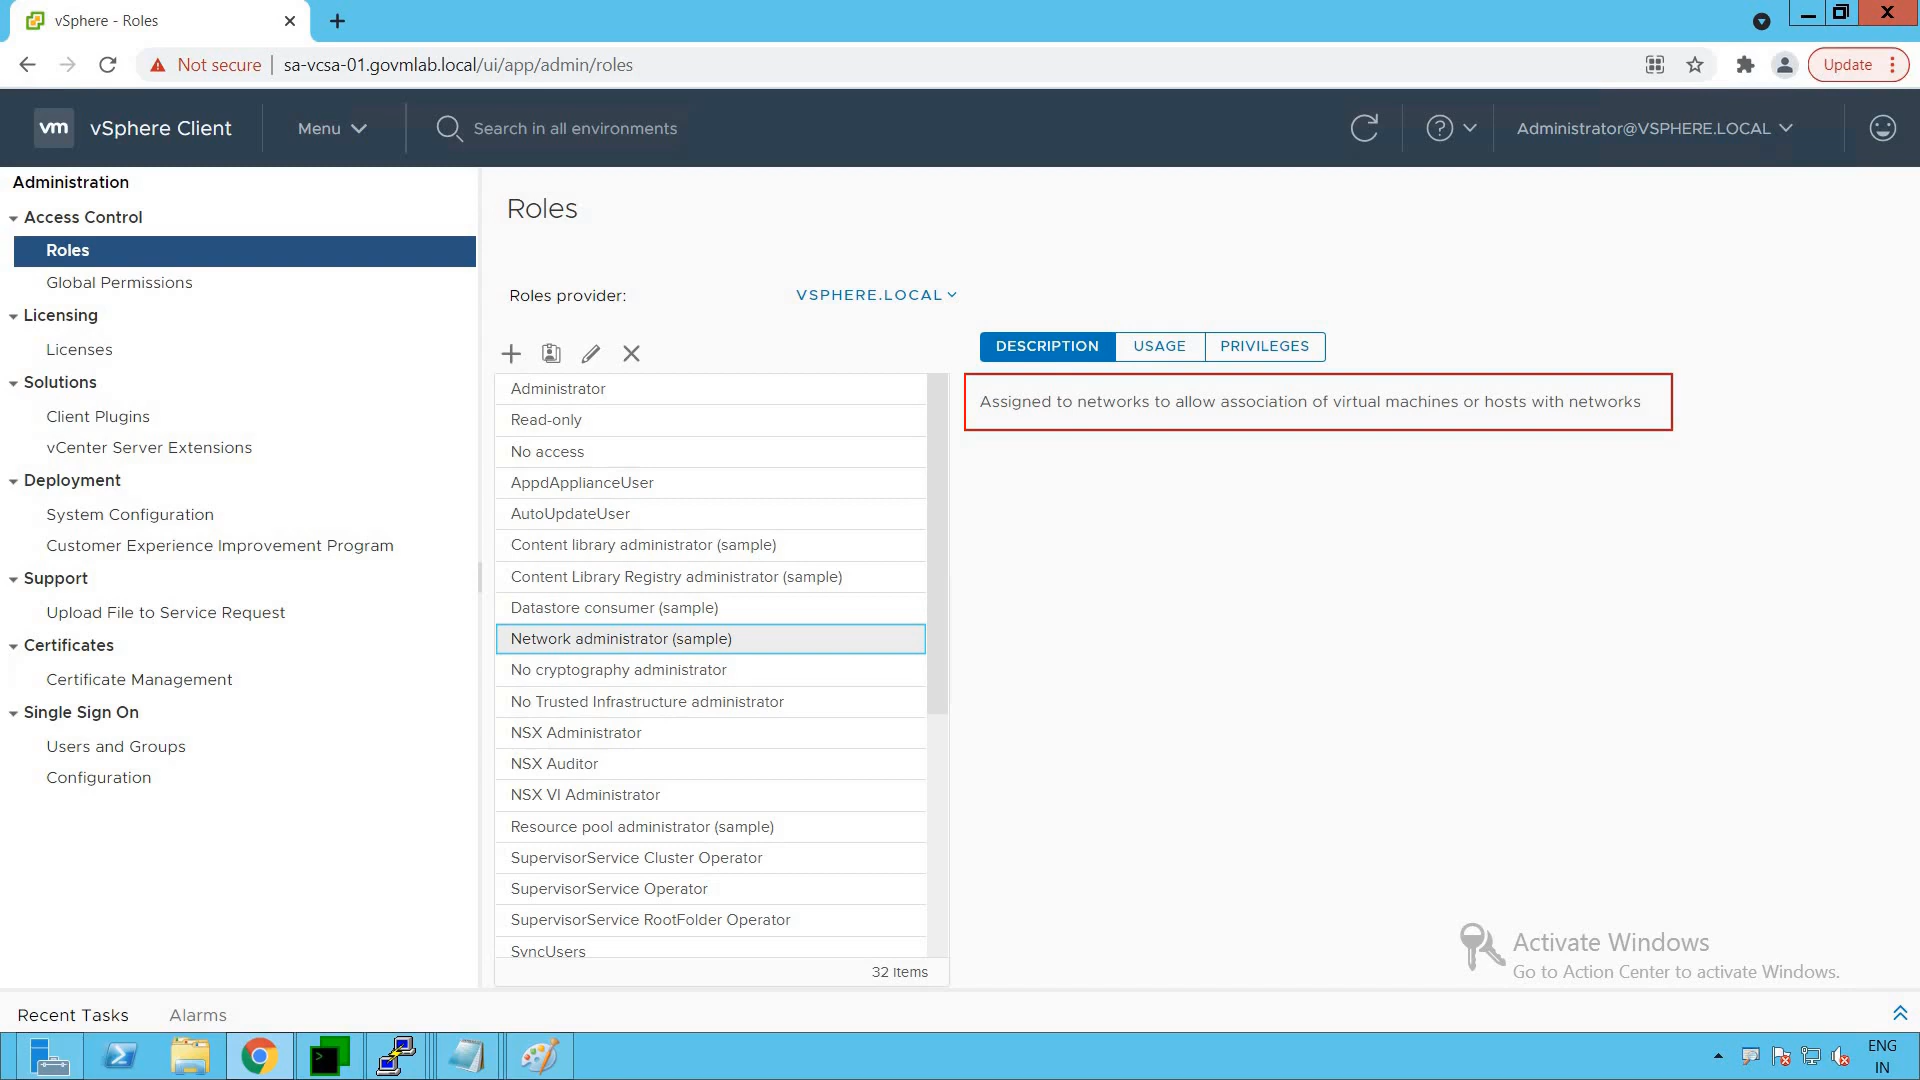 vSphere - Roles
Not secure
sa-vcsa-01.govmlab.local/ui/app/admin/roles
Update
vm
vSphere Client
Menu
Search in all environments
Administrator@VSPHERE.LOCAL
Administration
Access Control
Roles
Global Permissions
Licensing
Licenses
Solutions
Client Plugins
vCenter Server Extensions
Deployment
System Configuration
Customer Experience Improvement Program
Support
Upload File to Service Request
Certificates
Certificate Management
Single Sign On
Users and Groups
Configuration
Roles
Roles provider:
VSPHERE.LOCAL
Administrator
Read-only
No access
AppdApplianceUser
AutoUpdateUser
Content library administrator (sample)
Content Library Registry administrator (sample)
Datastore consumer (sample)
Network administrator (sample)
No cryptography administrator
No Trusted Infrastructure administrator
NSX Administrator
NSX Auditor
NSX VI Administrator
Resource pool administrator (sample)
SupervisorService Cluster Operator
SupervisorService Operator
SupervisorService RootFolder Operator
SyncUsers
32 items
DESCRIPTION
USAGE
PRIVILEGES
Assigned to networks to allow association of virtual machines or hosts with networks
Activate Windows
Go to Action Center to activate Windows.
Recent Tasks
Alarms
ENG
IN